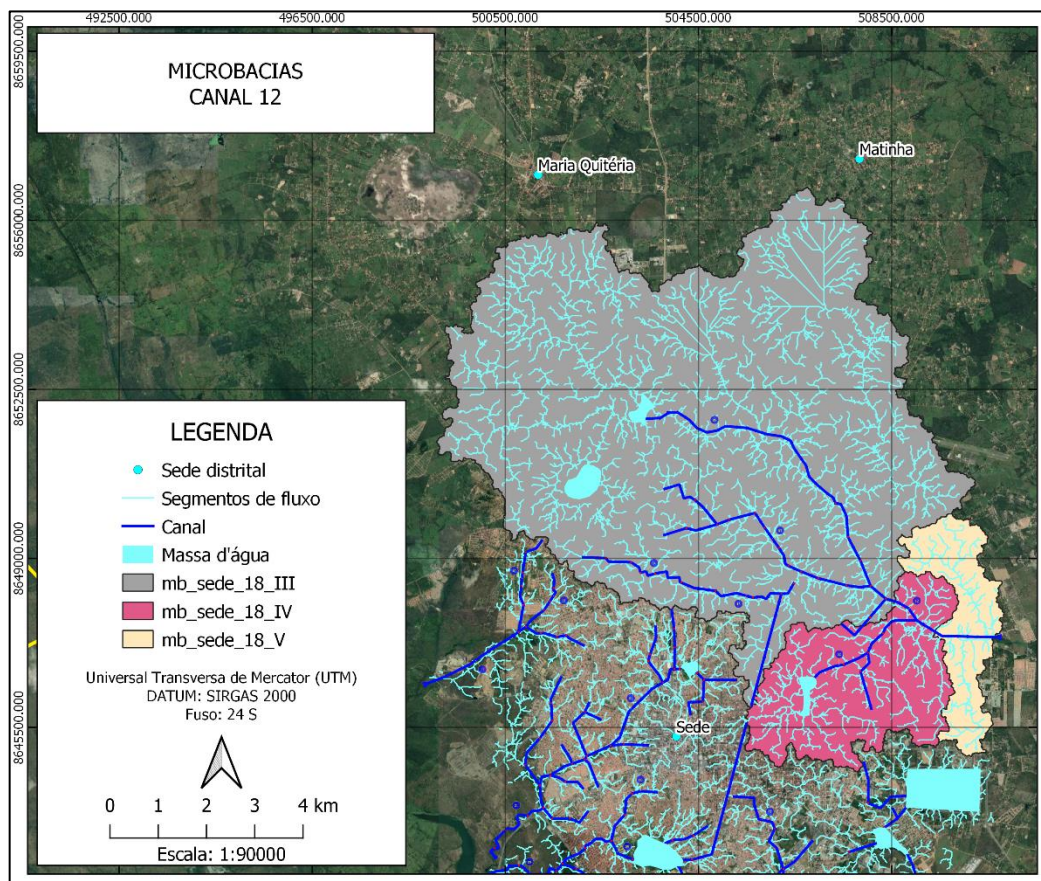 492500.000 496500.000 500500.000 504500.000 508500.000
8659500.000
8656000.000
8652500.000
8649000.000
8645500.000
MICROBACIAS
CANAL 12
Maria Quitéria
Matinha
Sede
LEGENDA
Sede distrital
Segmentos de fluxo
Canal
Massa d'água
mb_sede_18_III
mb_sede_18_IV
mb_sede_18_V
Universal Transversa de Mercator (UTM)
DATUM: SIRGAS 2000
Fuso: 24 S
0 1 2 3 4 km
Escala: 1:90000